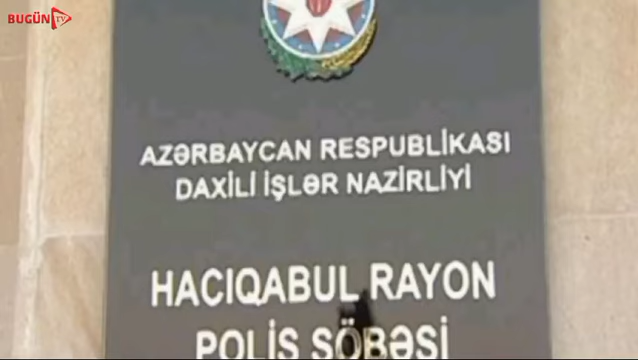 BUGÜN TV
AZƏRBAYCAN RESPUBLİKASI
DAXİLİ İŞLƏR NAZİRLİYİ
HACIQABUL RAYON
POLİS ŞÖBƏSİ